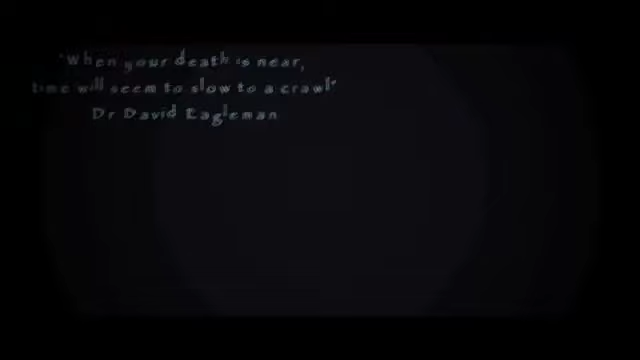 "When your death is near,
time will seem to slow to a crawl"
Dr David Eagleman